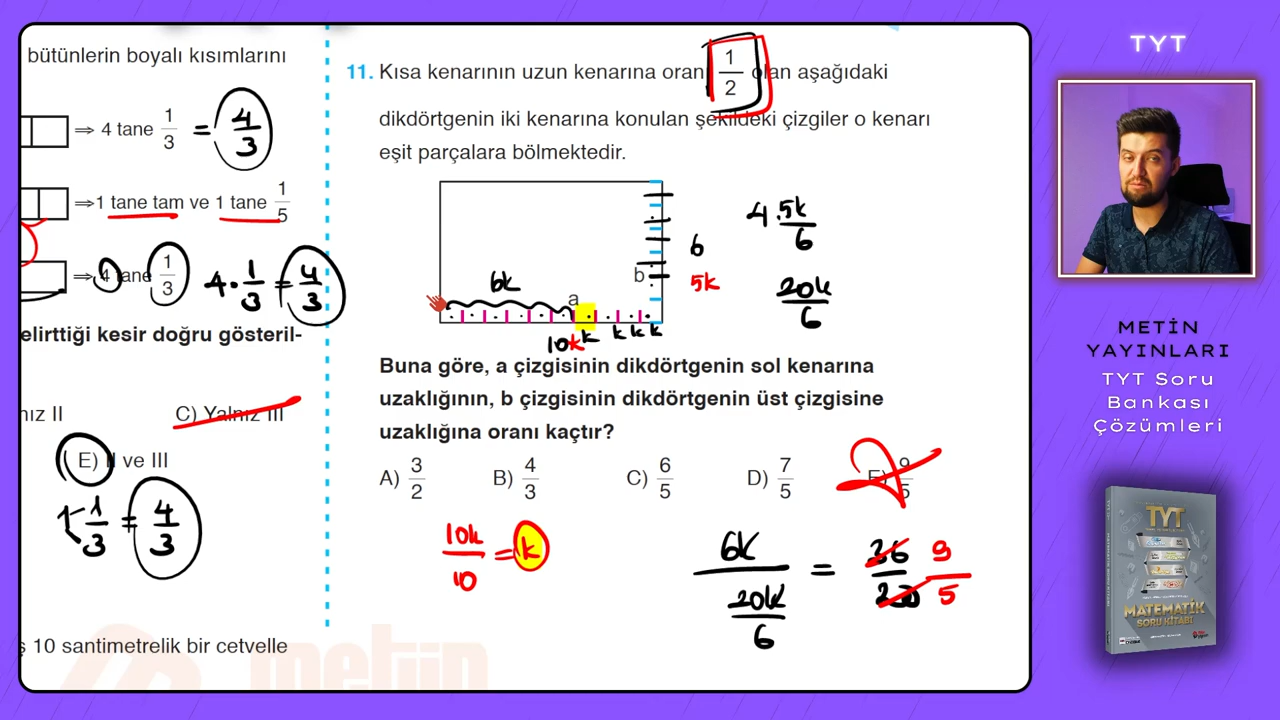 bütünlerin boyalı kısımlarını
⇒ 4 tane 1/3 = 4/3
⇒1 tane tam ve 1 tane 1/5
⇒ 4 tane 1/3 4·1/3 = 4/3
elirttiği kesir doğru gösteril-
nız II C) Yalnız III
E) II ve III
1 1/3 = 4/3
ş 10 santimetrelik bir cetvelle
metin
11. Kısa kenarının uzun kenarına oranı 1/2 olan aşağıdaki
dikdörtgenin iki kenarına konulan şekildeki çizgiler o kenarı
eşit parçalara bölmektedir.
6k
a
b
6
5k
k k k k
10k
4.5k/6
20k/6
Buna göre, a çizgisinin dikdörtgenin sol kenarına
uzaklığının, b çizgisinin dikdörtgenin üst çizgisine
uzaklığına oranı kaçtır?
A) 3/2 B) 4/3 C) 6/5 D) 7/5 E) 9/5
10k/10 = k
6k/(20k/6) = 36/20 9/5
TYT
METİN
YAYINLARI
TYT Soru
Bankası
Çözümleri
TYT
MATEMATİK
SORU KİTABI